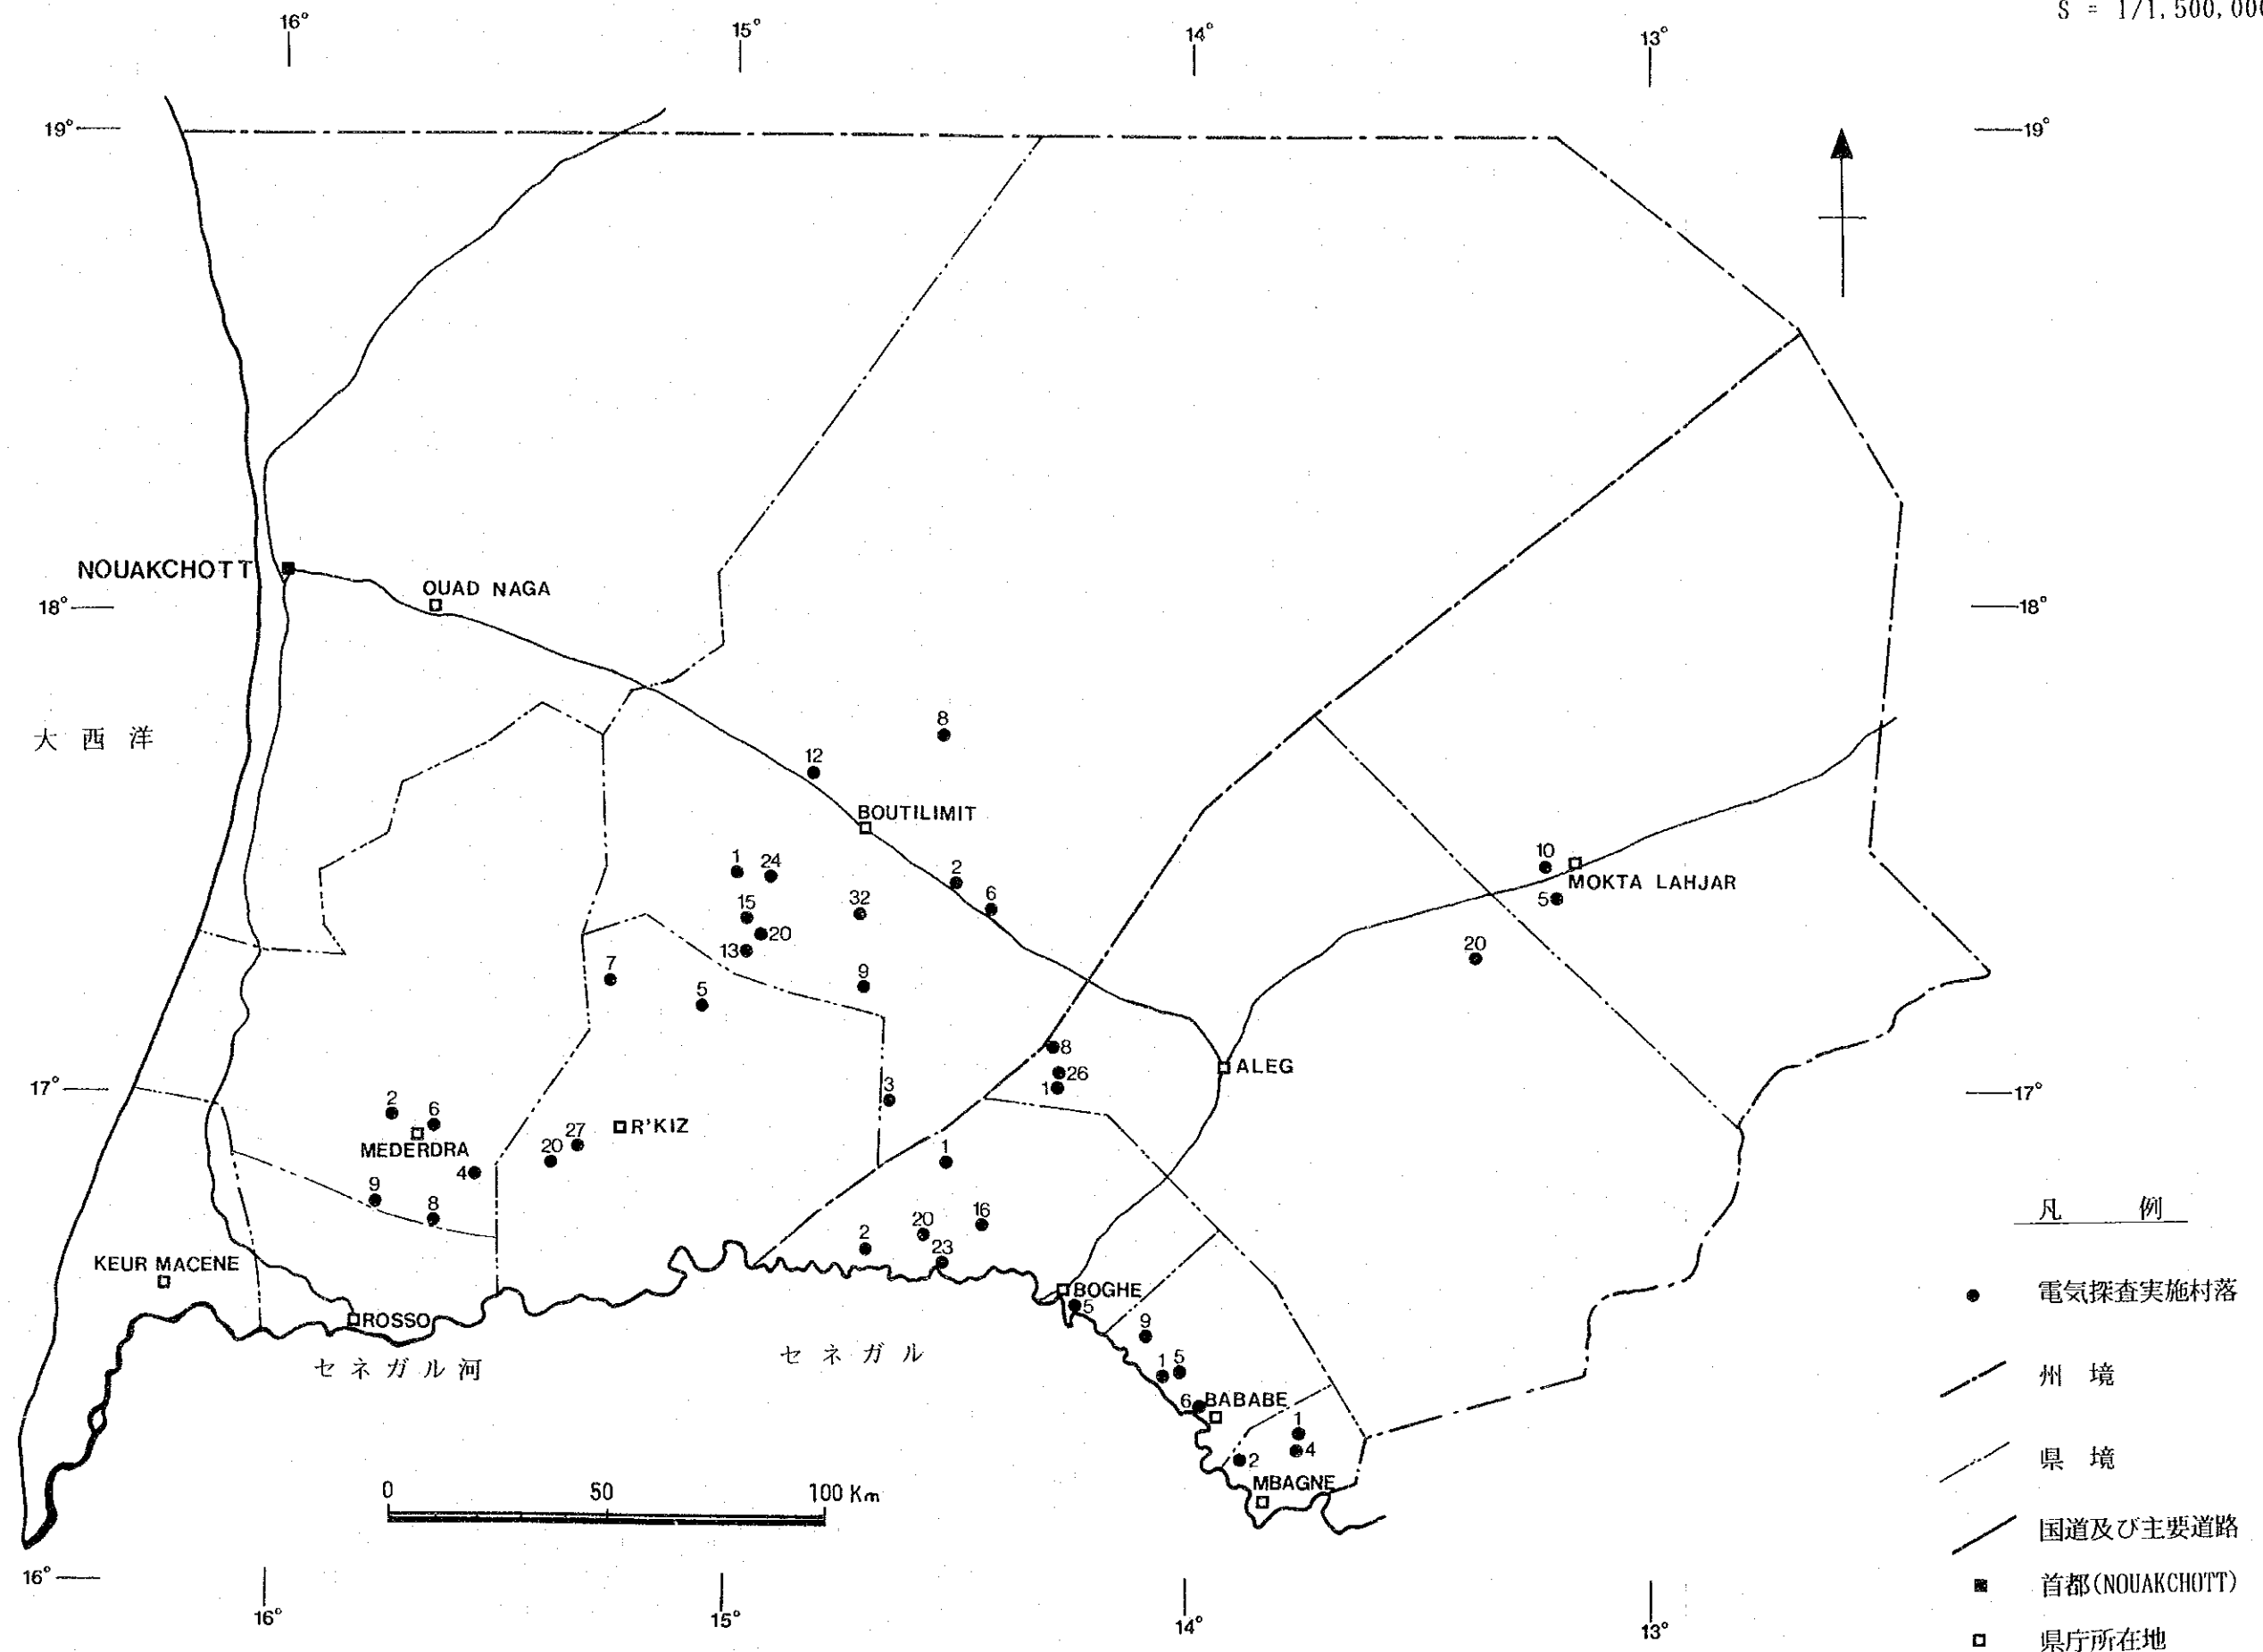 S = 1/1,500,000
16°
15°
14°
13°
19°
19°
NOUAKCHOTT
OUAD NAGA
18°
18°
大西洋
8
12
BOUTILIMIT
1
24
2
10
6
MOKTA LAHJAR
15
32
5
20
13
20
7
9
5
8
ALEG
26
17°
1
17°
3
2
6
R'KIZ
MEDERDRA
27
20
1
4
9
8
凡例
16
20
2
23
KEUR MACENE
BOGHE
電気探査実施村落
5
ROSSO
9
セネガル河
セネガル
1
5
州境
6
BABABE
1
4
県境
2
MBAGNE
0
50
100 Km
国道及び主要道路
16°
首都(NOUAKCHOTT)
16°
15°
14°
13°
県庁所在地